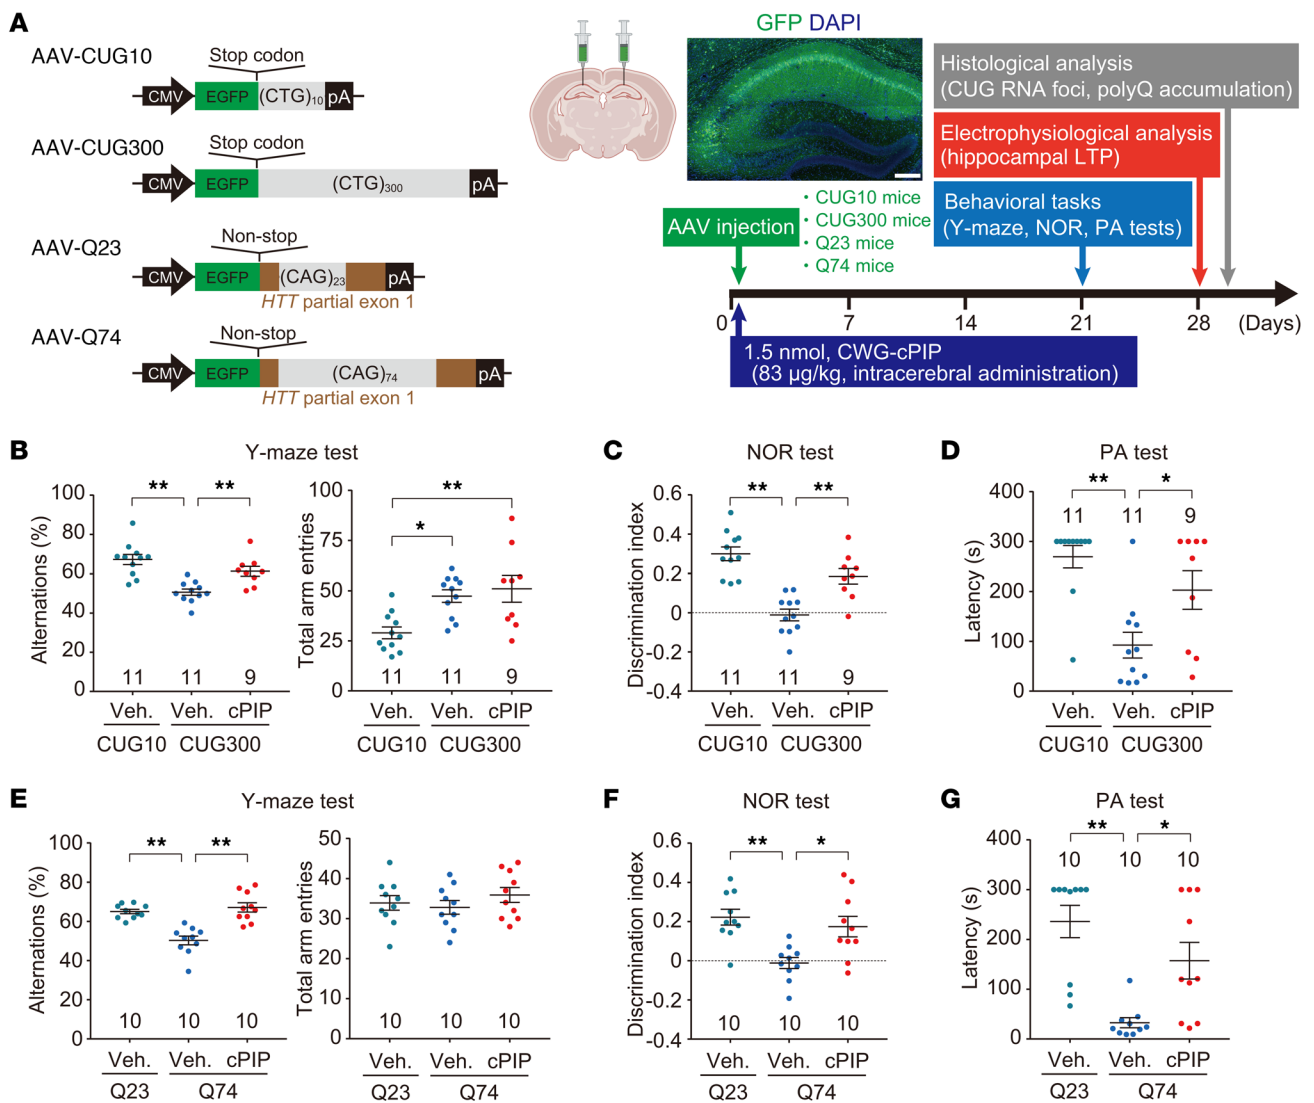 A
AAV-CUG10
Stop codon
CMV
EGFP
(CTG)10
pA
AAV-CUG300
Stop codon
CMV
EGFP
(CTG)300
pA
AAV-Q23
Non-stop
CMV
EGFP
(CAG)23
pA
HTT partial exon 1
AAV-Q74
Non-stop
CMV
EGFP
(CAG)74
pA
HTT partial exon 1
GFP DAPI
AAV injection
• CUG10 mice
• CUG300 mice
• Q23 mice
• Q74 mice
Histological analysis
(CUG RNA foci, polyQ accumulation)
Electrophysiological analysis
(hippocampal LTP)
Behavioral tasks
(Y-maze, NOR, PA tests)
0 7 14 21 28 (Days)
1.5 nmol, CWG-cPIP
(83 µg/kg, intracerebral administration)
B
Y-maze test
Alternations (%)
100
80
60
40
20
0
** **
11 11 9
Veh. Veh. cPIP
CUG10 CUG300
Total arm entries
100
75
50
25
0
**
*
11 11 9
Veh. Veh. cPIP
CUG10 CUG300
C
NOR test
Discrimination index
0.6
0.4
0.2
0
-0.2
-0.4
** **
11 11 9
Veh. Veh. cPIP
CUG10 CUG300
D
PA test
Latency (s)
400
300
200
100
0
** *
11 11 9
Veh. Veh. cPIP
CUG10 CUG300
E
Y-maze test
Alternations (%)
100
80
60
40
20
0
** **
10 10 10
Veh. Veh. cPIP
Q23 Q74
Total arm entries
50
40
30
20
10
0
10 10 10
Veh. Veh. cPIP
Q23 Q74
F
NOR test
Discrimination index
0.6
0.4
0.2
0
-0.2
-0.4
** *
10 10 10
Veh. Veh. cPIP
Q23 Q74
G
PA test
Latency (s)
400
300
200
100
0
** *
10 10 10
Veh. Veh. cPIP
Q23 Q74